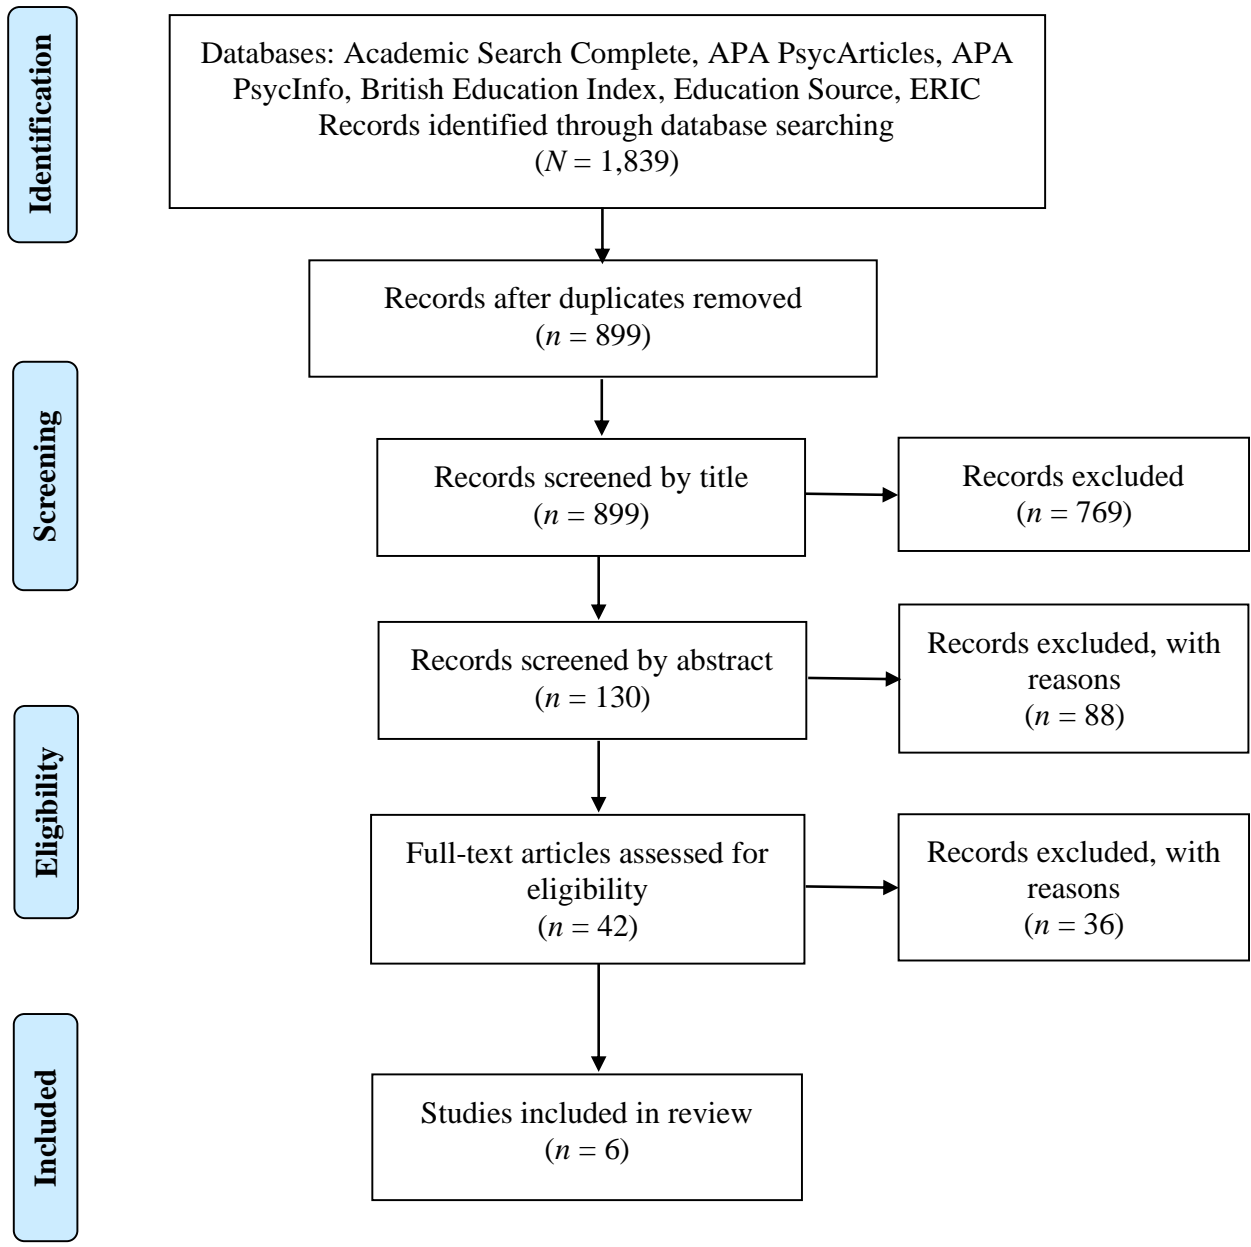 Identification
Databases: Academic Search Complete, APA PsycArticles, APA
PsycInfo, British Education Index, Education Source, ERIC
Records identified through database searching
(N = 1,839)
Records after duplicates removed
(n = 899)
Screening
Records screened by title
(n = 899)
Records excluded
(n = 769)
Records screened by abstract
(n = 130)
Records excluded, with
reasons
(n = 88)
Eligibility
Full-text articles assessed for
eligibility
(n = 42)
Records excluded, with
reasons
(n = 36)
Included
Studies included in review
(n = 6)